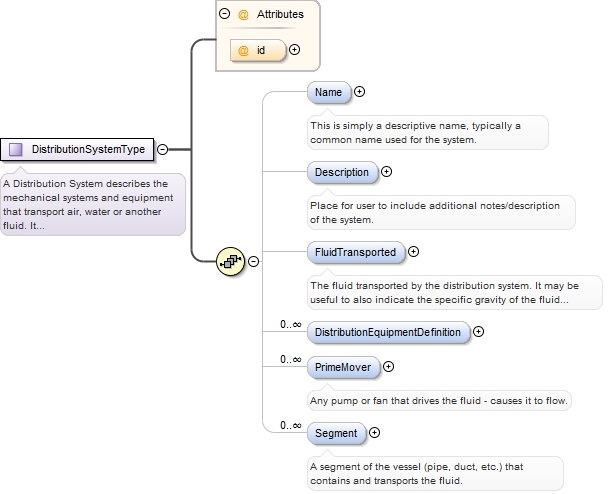 @ Attributes
@ id
DistributionSystemType
A Distribution System describes the
mechanical systems and equipment
that transport air, water or another
fluid. It...
Name
This is simply a descriptive name, typically a
common name used for the system.
Description
Place for user to include additional notes/description
of the system.
FluidTransported
The fluid transported by the distribution system. It may be
useful to also indicate the specific gravity of the fluid...
0..∞
DistributionEquipmentDefinition
0..∞
PrimeMover
Any pump or fan that drives the fluid - causes it to flow.
0..∞
Segment
A segment of the vessel (pipe, duct, etc.) that
contains and transports the fluid.